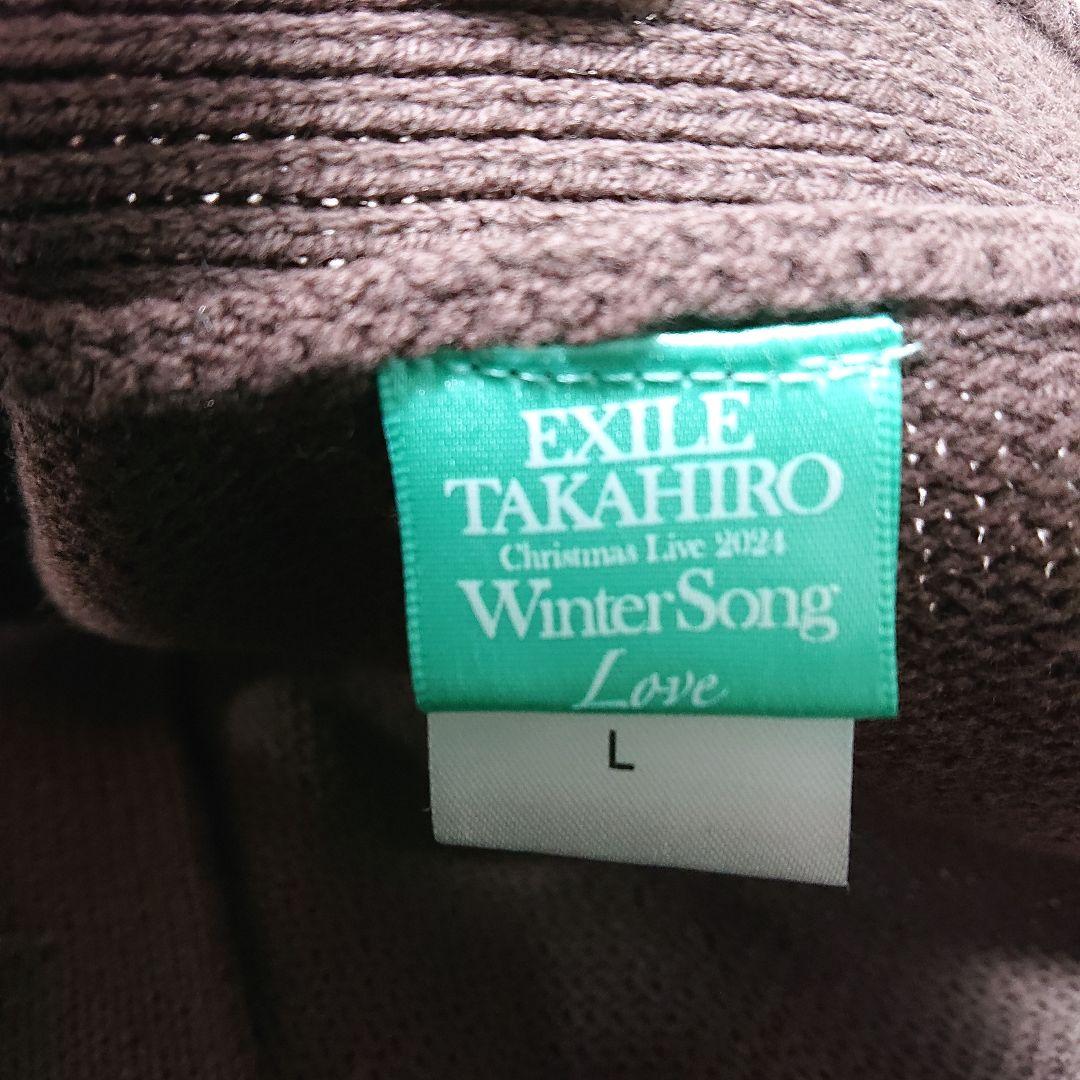 EXILE
TAKAHIRO
Christmas Live 2024
WinterSong
Love
L